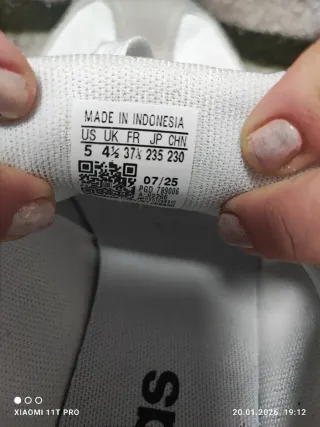 MADE IN INDONESIA
US UK FR JP CHN
5 4½ 37⅓ 235 230
07/25
as
XIAOMI 11T PRO
20.01.2026, 19:12